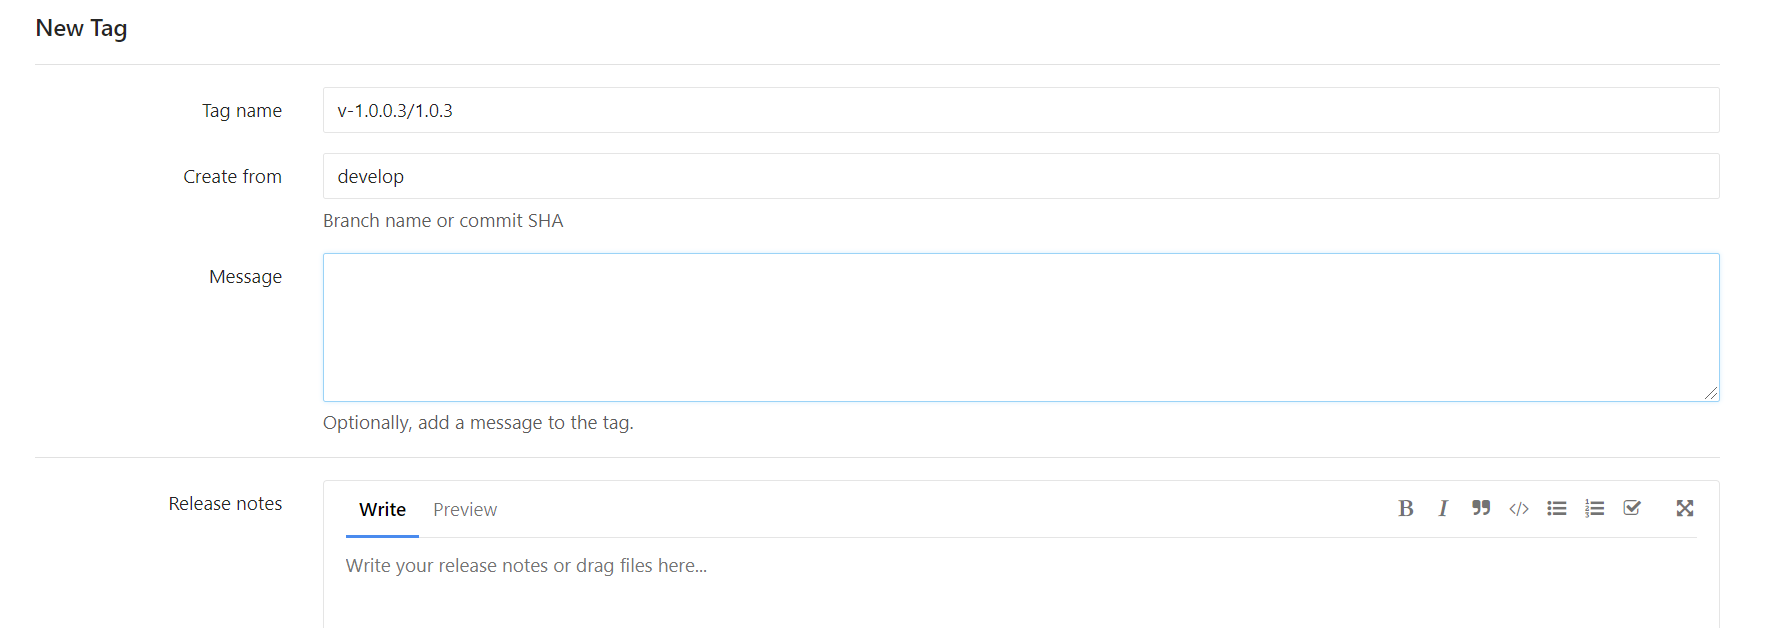 New Tag
Tag name
v-1.0.0.3/1.0.3
Create from
develop
Branch name or commit SHA
Message
Optionally, add a message to the tag.
Release notes
Write Preview
Write your release notes or drag files here...